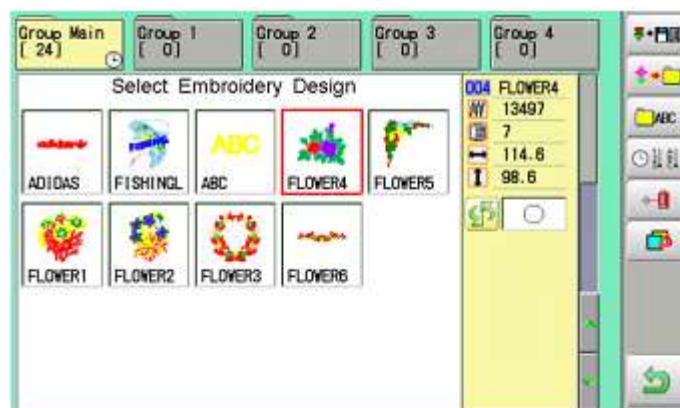 Group Main
[ 24]
Group 1
[ 0]
Group 2
[ 0]
Group 3
[ 0]
Group 4
[ 0]
Select Embroidery Design
ADIDAS
FISHINGL
ABC
ABC
FLOWER4
FLOWER5
FLOWER1
FLOWER2
FLOWER3
FLOWER6
004 FLOWER4
13497
7
114.6
98.6
ABC